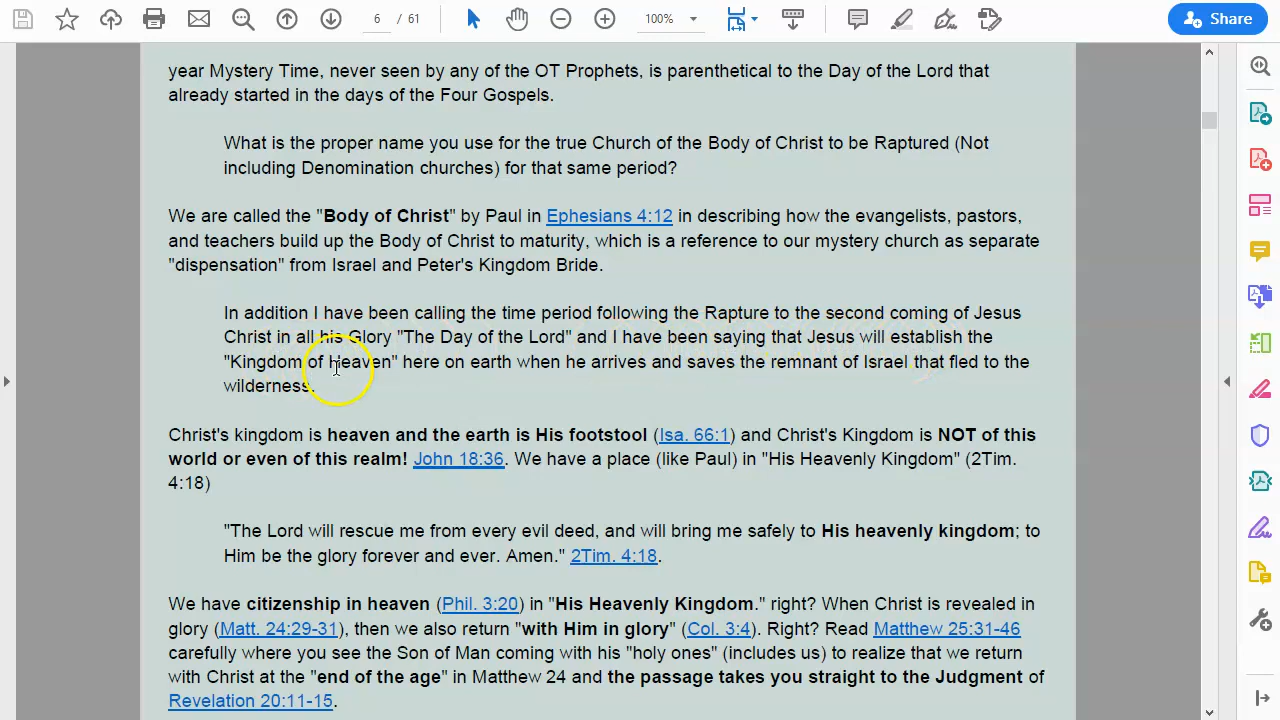 6 / 61
100%
Share
year Mystery Time, never seen by any of the OT Prophets, is parenthetical to the Day of the Lord that
already started in the days of the Four Gospels.
What is the proper name you use for the true Church of the Body of Christ to be Raptured (Not
including Denomination churches) for that same period?
We are called the "Body of Christ" by Paul in Ephesians 4:12 in describing how the evangelists, pastors,
and teachers build up the Body of Christ to maturity, which is a reference to our mystery church as separate
"dispensation" from Israel and Peter's Kingdom Bride.
In addition I have been calling the time period following the Rapture to the second coming of Jesus
Christ in all his Glory "The Day of the Lord" and I have been saying that Jesus will establish the
"Kingdom of Heaven" here on earth when he arrives and saves the remnant of Israel that fled to the
wilderness.
Christ's kingdom is heaven and the earth is His footstool (Isa. 66:1) and Christ's Kingdom is NOT of this
world or even of this realm! John 18:36. We have a place (like Paul) in "His Heavenly Kingdom" (2Tim.
4:18)
"The Lord will rescue me from every evil deed, and will bring me safely to His heavenly kingdom; to
Him be the glory forever and ever. Amen." 2Tim. 4:18.
We have citizenship in heaven (Phil. 3:20) in "His Heavenly Kingdom." right? When Christ is revealed in
glory (Matt. 24:29-31), then we also return "with Him in glory" (Col. 3:4). Right? Read Matthew 25:31-46
carefully where you see the Son of Man coming with his "holy ones" (includes us) to realize that we return
with Christ at the "end of the age" in Matthew 24 and the passage takes you straight to the Judgment of
Revelation 20:11-15.